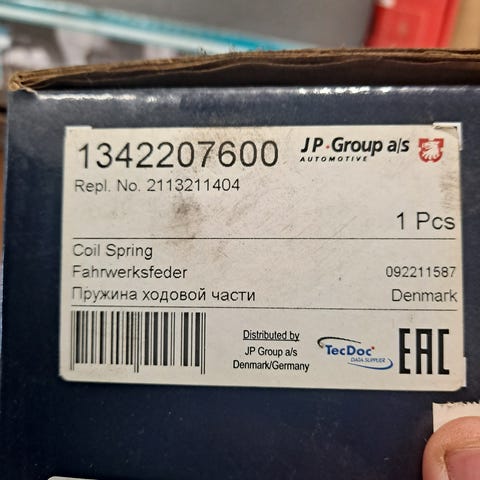 1342207600
JP·Group a/s
AUTOMOTIVE
Repl. No. 2113211404
1 Pcs
Coil Spring
Fahrwerksfeder
092211587
Пружина ходовой части
Denmark
Distributed by
JP Group a/s
Denmark/Germany
TecDoc
DATA SUPPLIER
EAC